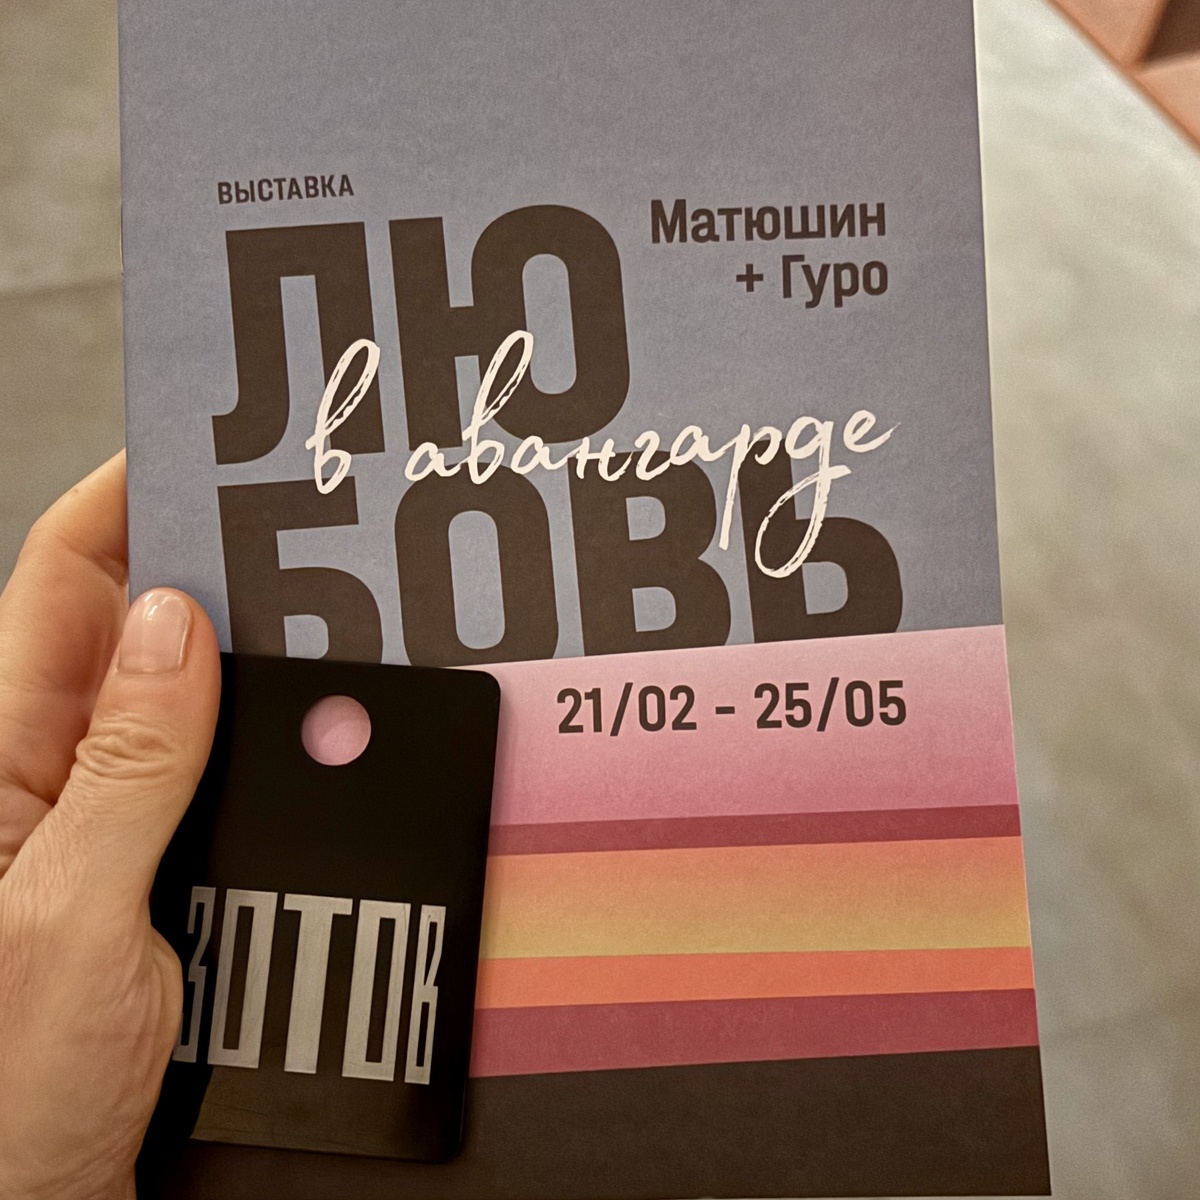 ВЫСТАВКА
ЛЮ
Матюшин
+ Гуро
в авангарде
БОВЬ
21/02 - 25/05
ЗОТОВ